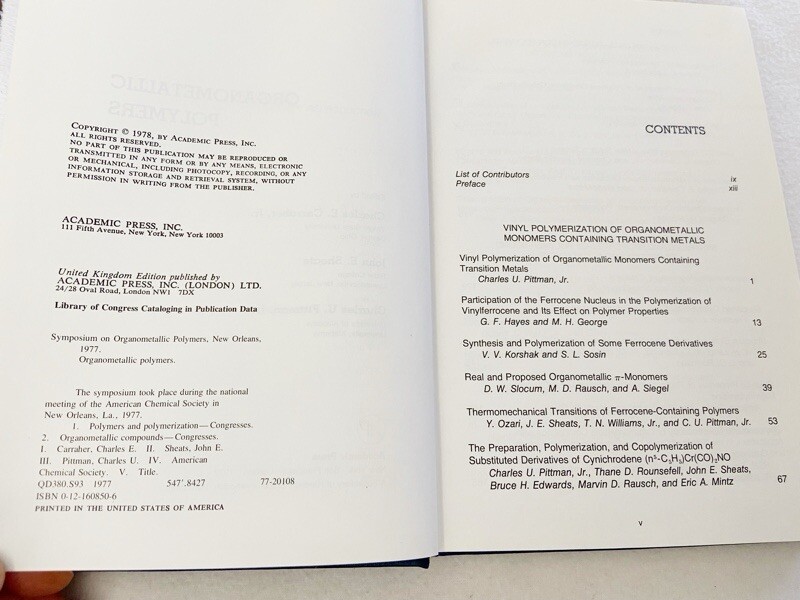 COPYRIGHT © 1978, BY ACADEMIC PRESS, INC.
ALL RIGHTS RESERVED.
NO PART OF THIS PUBLICATION MAY BE REPRODUCED OR
TRANSMITTED IN ANY FORM OR BY ANY MEANS, ELECTRONIC
OR MECHANICAL, INCLUDING PHOTOCOPY, RECORDING, OR ANY
INFORMATION STORAGE AND RETRIEVAL SYSTEM, WITHOUT
PERMISSION IN WRITING FROM THE PUBLISHER.
ACADEMIC PRESS, INC.
111 Fifth Avenue, New York, New York 10003
United Kingdom Edition published by
ACADEMIC PRESS, INC. (LONDON) LTD.
24/28 Oval Road, London NW1 7DX
Library of Congress Cataloging in Publication Data
Symposium on Organometallic Polymers, New Orleans,
1977.
Organometallic polymers.
The symposium took place during the national
meeting of the American Chemical Society in
New Orleans, La., 1977.
1. Polymers and polymerization—Congresses.
2. Organometallic compounds—Congresses.
I. Carraher, Charles E. II. Sheats, John E.
III. Pittman, Charles U. IV. American
Chemical Society. V. Title.
QD380.S93 1977 547'.8427 77-20108
ISBN 0-12-160850-6
PRINTED IN THE UNITED STATES OF AMERICA
CONTENTS
List of Contributors ix
Preface xiii
VINYL POLYMERIZATION OF ORGANOMETALLIC
MONOMERS CONTAINING TRANSITION METALS
Vinyl Polymerization of Organometallic Monomers Containing
Transition Metals
Charles U. Pittman, Jr. 1
Participation of the Ferrocene Nucleus in the Polymerization of
Vinylferrocene and Its Effect on Polymer Properties
G. F. Hayes and M. H. George 13
Synthesis and Polymerization of Some Ferrocene Derivatives
V. V. Korshak and S. L. Sosin 25
Real and Proposed Organometallic π-Monomers
D. W. Slocum, M. D. Rausch, and A. Siegel 39
Thermomechanical Transitions of Ferrocene-Containing Polymers
Y. Ozari, J. E. Sheats, T. N. Williams, Jr., and C. U. Pittman, Jr. 53
The Preparation, Polymerization, and Copolymerization of
Substituted Derivatives of Cynichrodene (η⁵-C₅H₅)Cr(CO)₂NO
Charles U. Pittman, Jr., Thane D. Rounsefell, John E. Sheats,
Bruce H. Edwards, Marvin D. Rausch, and Eric A. Mintz 67
v